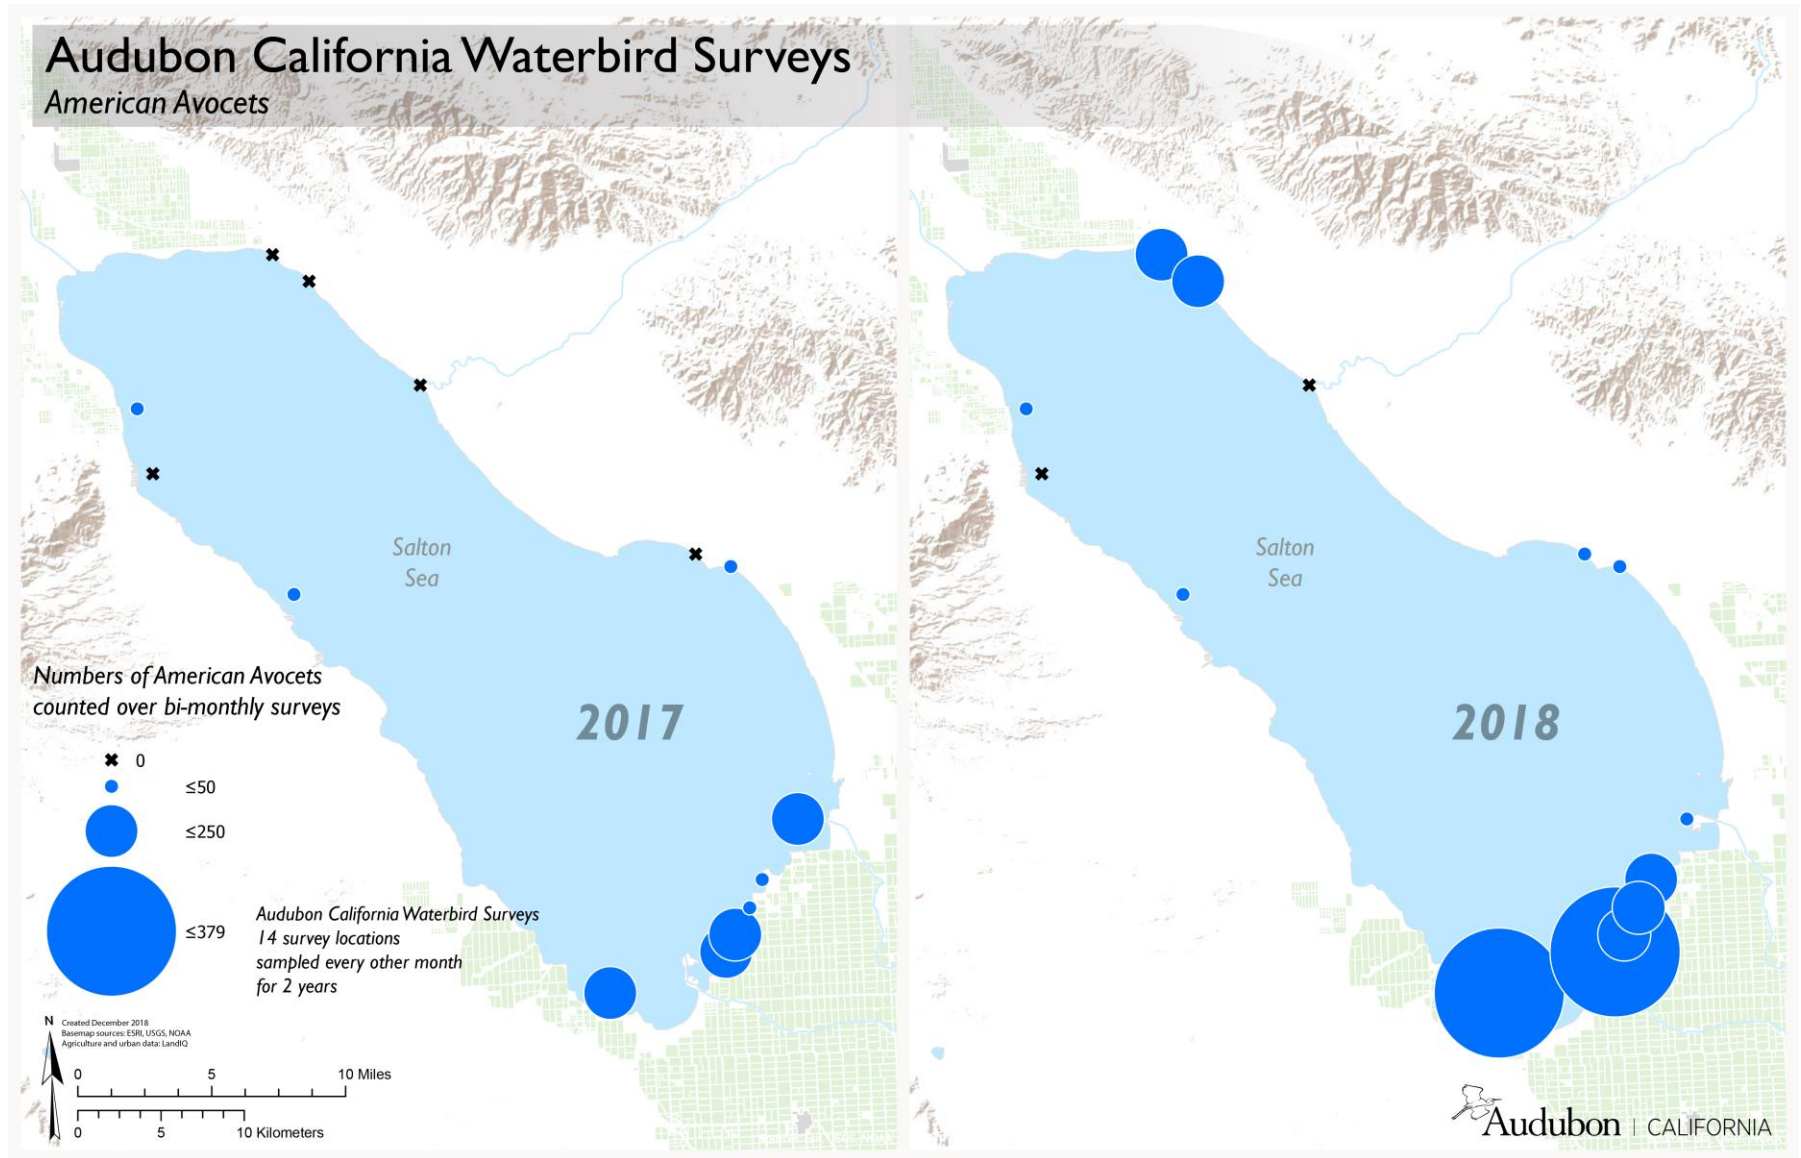 Audubon California Waterbird Surveys
American Avocets
Salton
Sea
2017
Salton
Sea
2018
Numbers of American Avocets
counted over bi-monthly surveys
0
≤50
≤250
≤379
Audubon California Waterbird Surveys
14 survey locations
sampled every other month
for 2 years
N
Created December 2018
Basemap sources: ESRI, USGS, NOAA
Agriculture and urban data: LandIQ
0 5 10 Miles
0 5 10 Kilometers
Audubon | CALIFORNIA